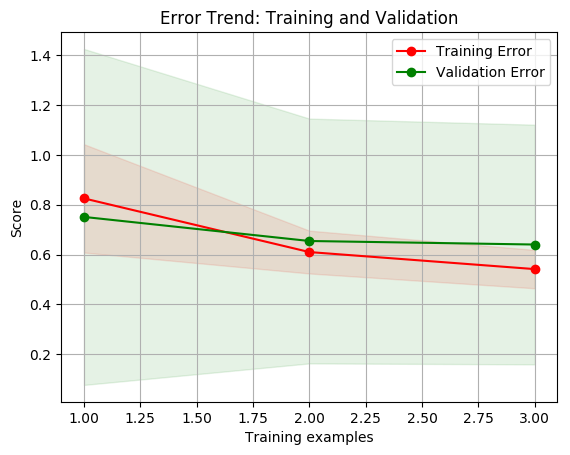 Error Trend: Training and Validation
Training Error
Validation Error
Score
1.4
1.2
1.0
0.8
0.6
0.4
0.2
1.00 1.25 1.50 1.75 2.00 2.25 2.50 2.75 3.00
Training examples